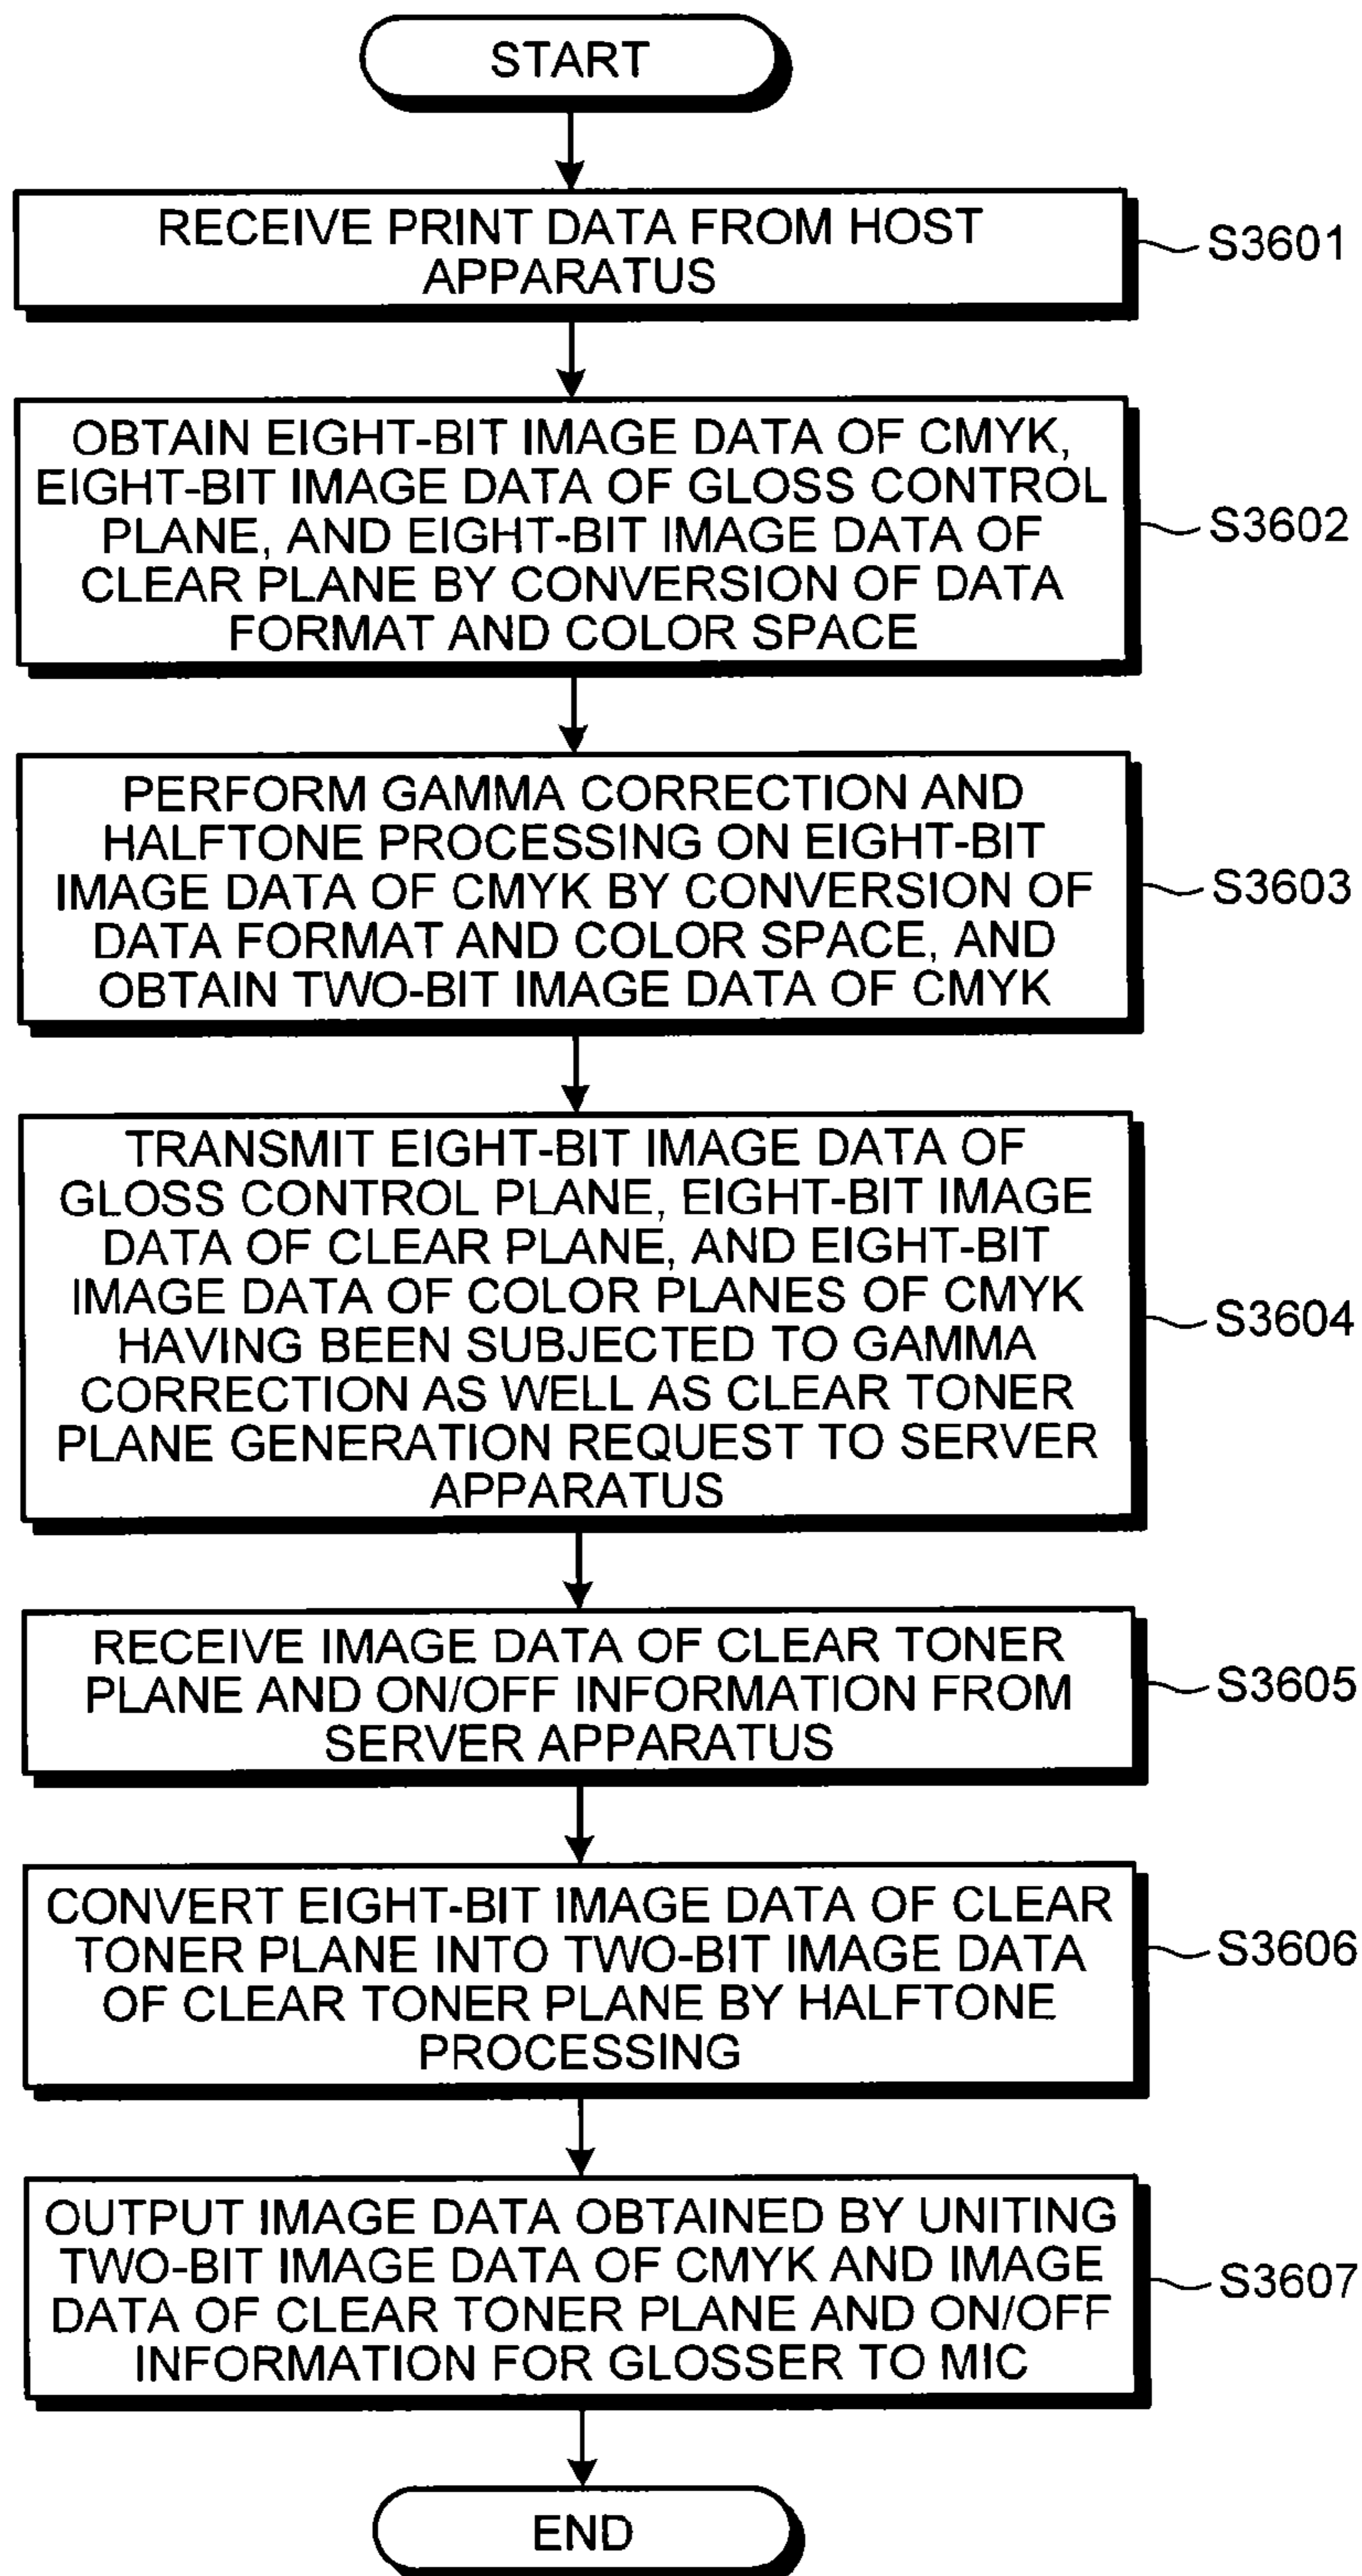 START
RECEIVE PRINT DATA FROM HOST
APPARATUS
S3601
OBTAIN EIGHT-BIT IMAGE DATA OF CMYK,
EIGHT-BIT IMAGE DATA OF GLOSS CONTROL
PLANE, AND EIGHT-BIT IMAGE DATA OF
CLEAR PLANE BY CONVERSION OF DATA
FORMAT AND COLOR SPACE
S3602
PERFORM GAMMA CORRECTION AND
HALFTONE PROCESSING ON EIGHT-BIT
IMAGE DATA OF CMYK BY CONVERSION OF
DATA FORMAT AND COLOR SPACE, AND
OBTAIN TWO-BIT IMAGE DATA OF CMYK
S3603
TRANSMIT EIGHT-BIT IMAGE DATA OF
GLOSS CONTROL PLANE, EIGHT-BIT IMAGE
DATA OF CLEAR PLANE, AND EIGHT-BIT
IMAGE DATA OF COLOR PLANES OF CMYK
HAVING BEEN SUBJECTED TO GAMMA
CORRECTION AS WELL AS CLEAR TONER
PLANE GENERATION REQUEST TO SERVER
APPARATUS
S3604
RECEIVE IMAGE DATA OF CLEAR TONER
PLANE AND ON/OFF INFORMATION FROM
SERVER APPARATUS
S3605
CONVERT EIGHT-BIT IMAGE DATA OF CLEAR
TONER PLANE INTO TWO-BIT IMAGE DATA
OF CLEAR TONER PLANE BY HALFTONE
PROCESSING
S3606
OUTPUT IMAGE DATA OBTAINED BY UNITING
TWO-BIT IMAGE DATA OF CMYK AND IMAGE
DATA OF CLEAR TONER PLANE AND ON/OFF
INFORMATION FOR GLOSSER TO MIC
S3607
END